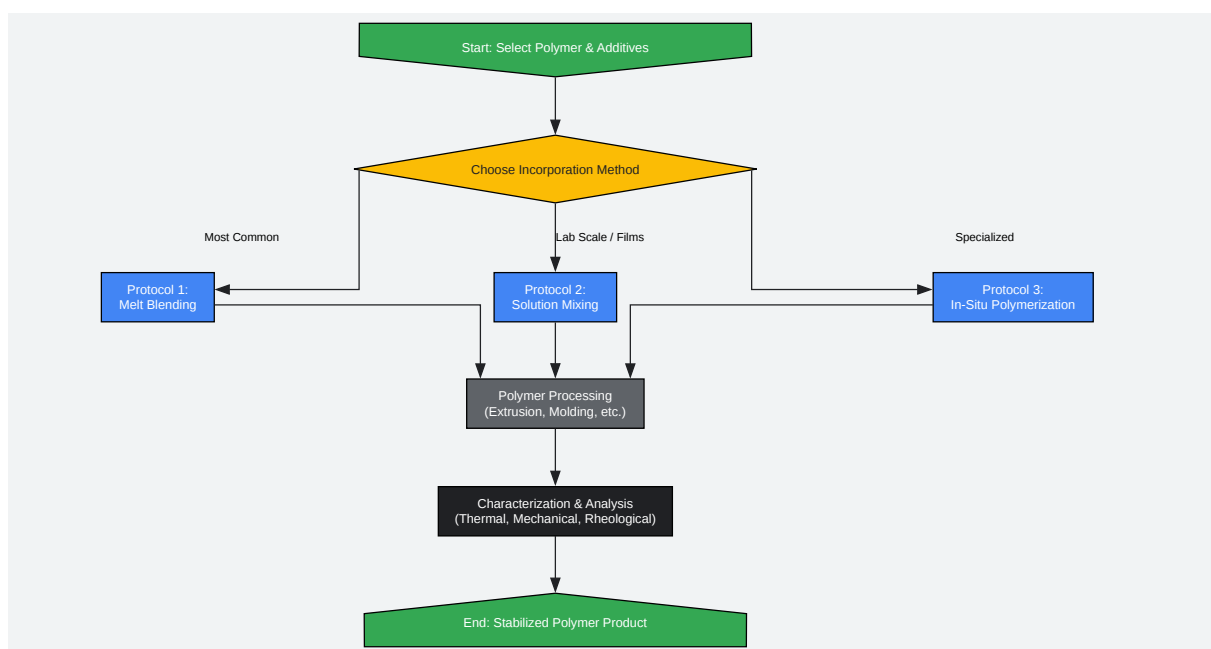 Start: Select Polymer & Additives
Choose Incorporation Method
Most Common
Lab Scale / Films
Specialized
Protocol 1:
Melt Blending
Protocol 2:
Solution Mixing
Protocol 3:
In-Situ Polymerization
Polymer Processing
(Extrusion, Molding, etc.)
Characterization & Analysis
(Thermal, Mechanical, Rheological)
End: Stabilized Polymer Product